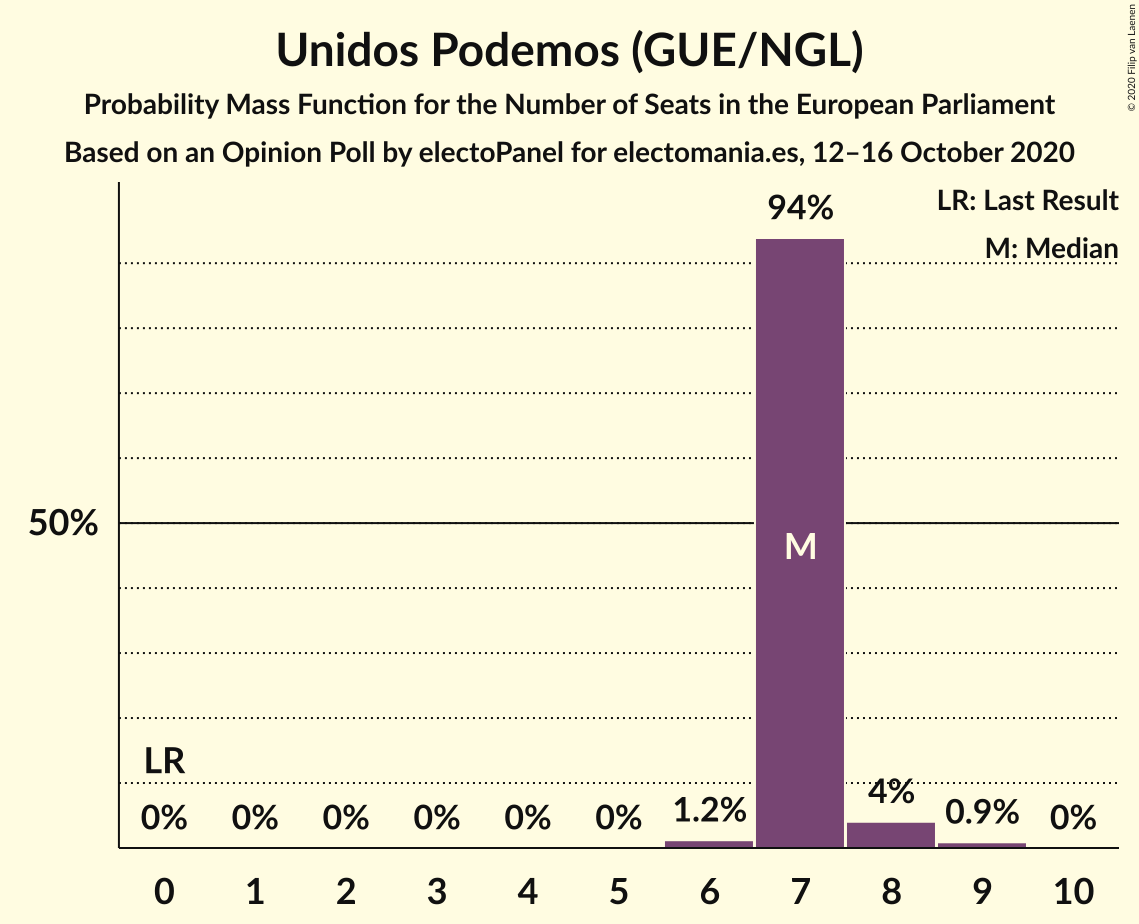 Unidos Podemos (GUE/NGL)
Probability Mass Function for the Number of Seats in the European Parliament
Based on an Opinion Poll by electoPanel for electomania.es, 12–16 October 2020
© 2020 Filip van Laenen
LR: Last Result
M: Median
94%
50%
M
LR
0% 0% 0% 0% 0% 0% 1.2% 4% 0.9% 0%
0 1 2 3 4 5 6 7 8 9 10